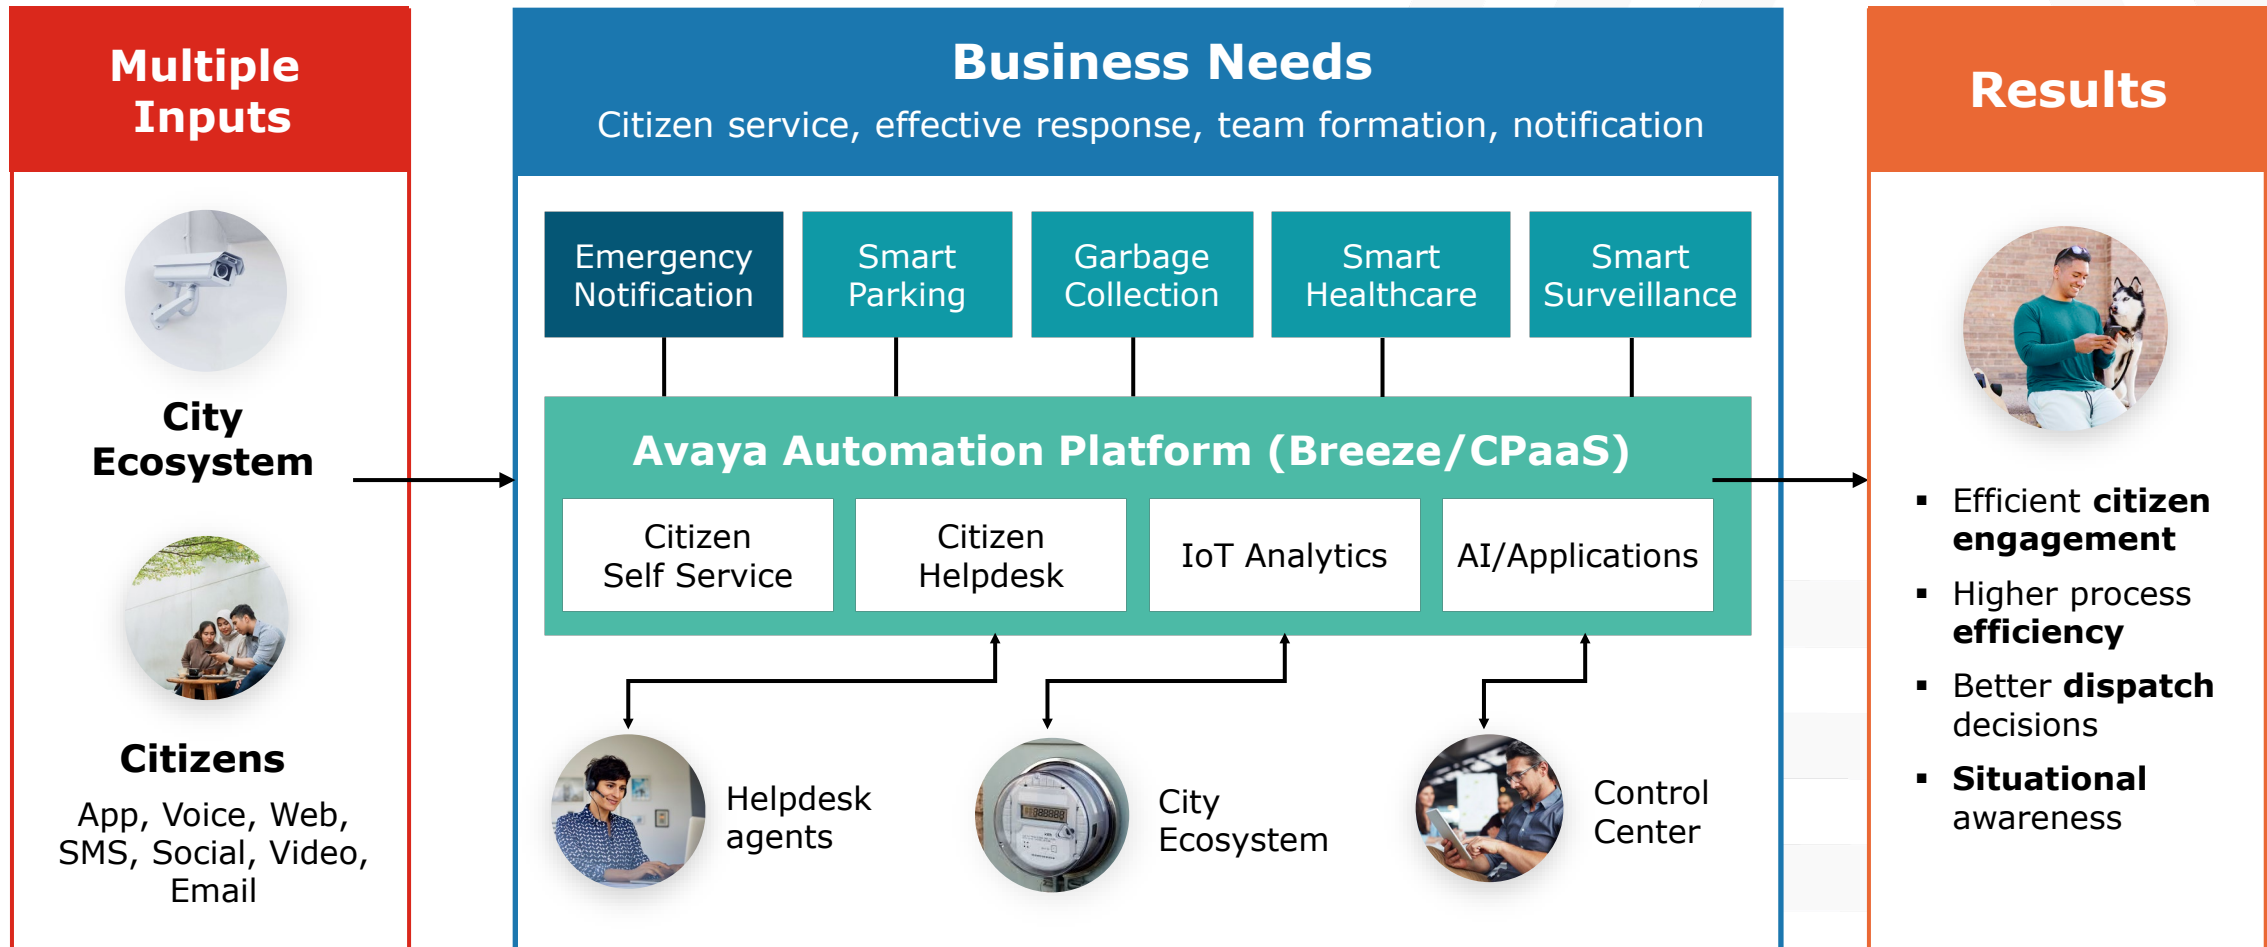 Multiple
Inputs
City
Ecosystem
Citizens
App, Voice, Web,
SMS, Social, Video,
Email
Business Needs
Citizen service, effective response, team formation, notification
Emergency
Notification
Smart
Parking
Garbage
Collection
Smart
Healthcare
Smart
Surveillance
Avaya Automation Platform (Breeze/CPaaS)
Citizen
Self Service
Citizen
Helpdesk
IoT Analytics
AI/Applications
Helpdesk
agents
City
Ecosystem
Control
Center
Results
▪ Efficient citizen
engagement
▪ Higher process
efficiency
▪ Better dispatch
decisions
▪ Situational
awareness